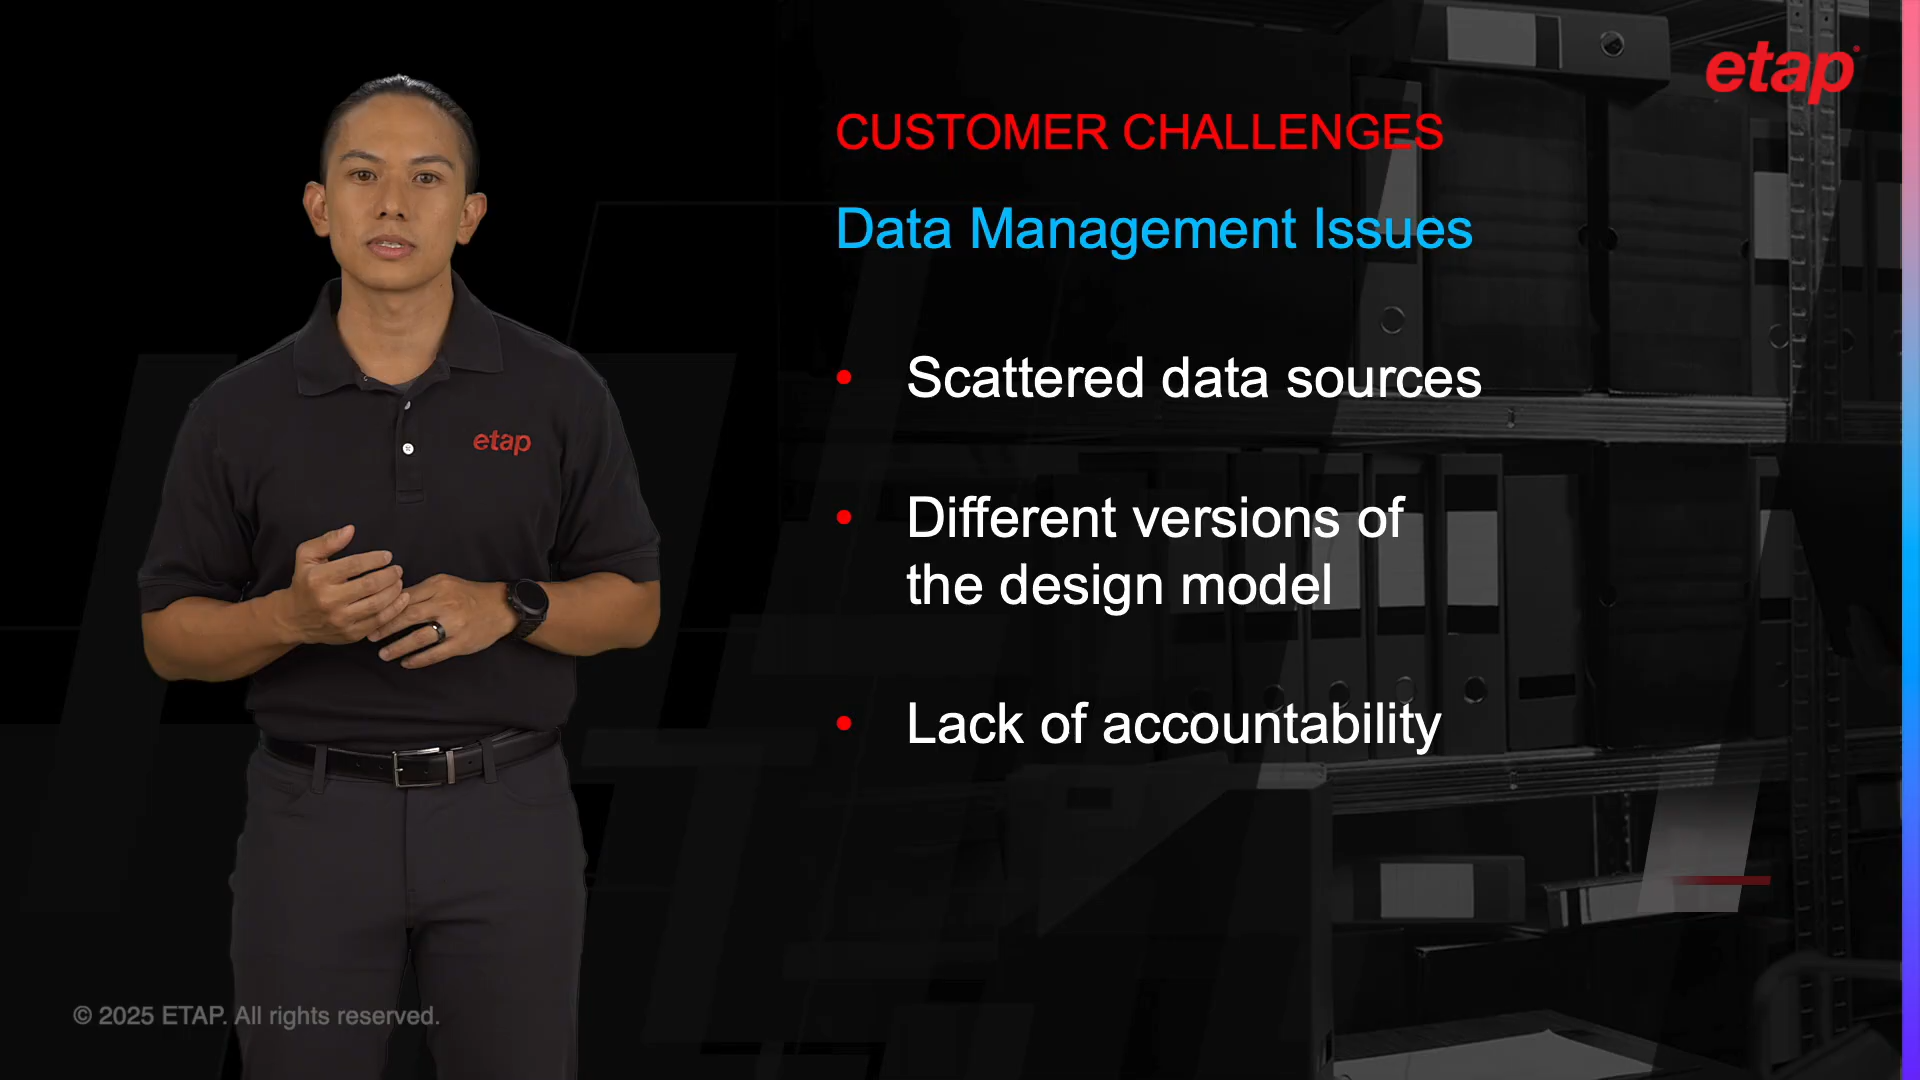 etap
CUSTOMER CHALLENGES
Data Management Issues
• Scattered data sources
etap
• Different versions of
the design model
• Lack of accountability
© 2025 ETAP. All rights reserved.